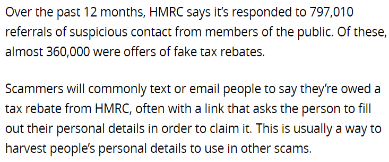 Over the past 12 months, HMRC says it's responded to 797,010
referrals of suspicious contact from members of the public. Of these,
almost 360,000 were offers of fake tax rebates.
Scammers will commonly text or email people to say they're owed a
tax rebate from HMRC, often with a link that asks the person to fill
out their personal details in order to claim it. This is usually a way to
harvest people's personal details to use in other scams.